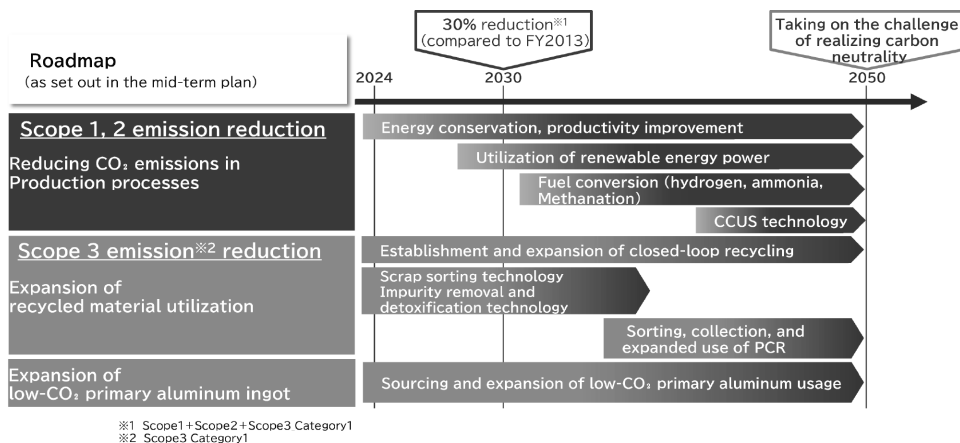 30% reduction※1
(compared to FY2013)
Taking on the challenge
of realizing carbon
neutrality
Roadmap
(as set out in the mid-term plan)
2024
2030
2050
Scope 1, 2 emission reduction
Reducing CO₂ emissions in
Production processes
Energy conservation, productivity improvement
Utilization of renewable energy power
Fuel conversion (hydrogen, ammonia,
Methanation)
CCUS technology
Scope 3 emission※2 reduction
Expansion of
recycled material utilization
Establishment and expansion of closed-loop recycling
Scrap sorting technology
Impurity removal and
detoxification technology
Sorting, collection, and
expanded use of PCR
Expansion of
low-CO₂ primary aluminum ingot
Sourcing and expansion of low-CO₂ primary aluminum usage
※1 Scope1+Scope2+Scope3 Category1
※2 Scope3 Category1